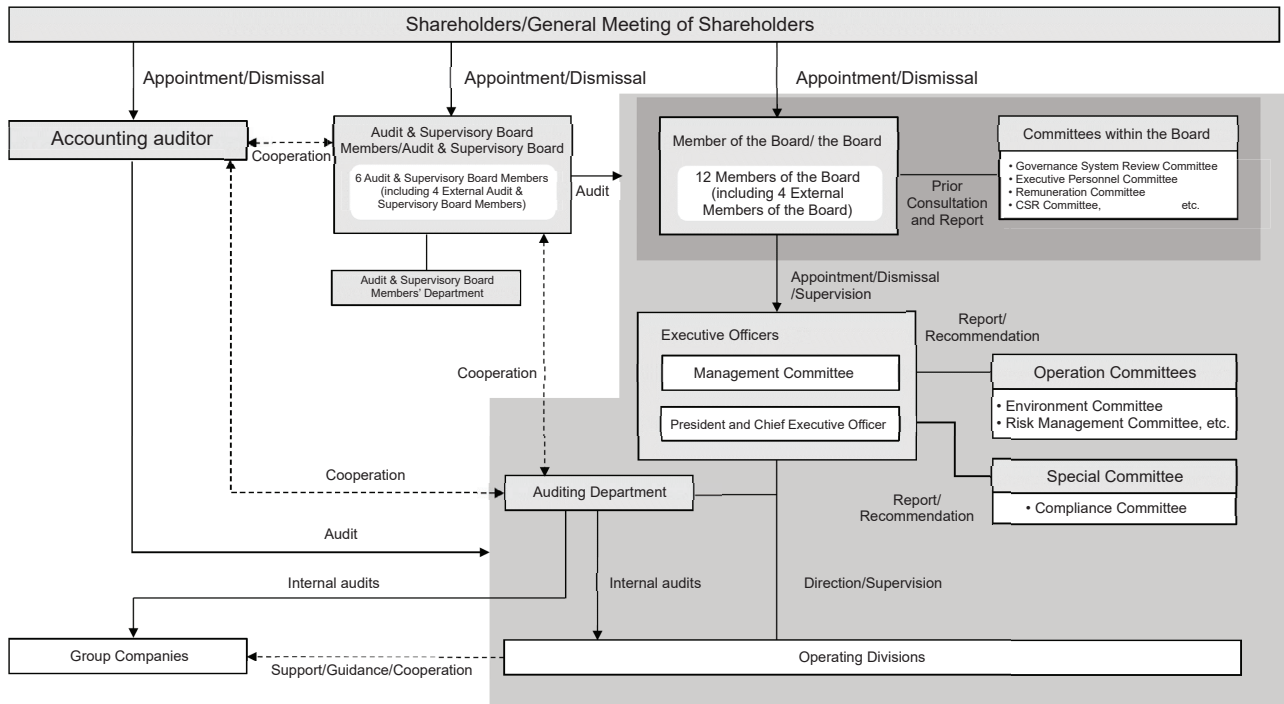 Shareholders/General Meeting of Shareholders
Appointment/Dismissal
Appointment/Dismissal
Appointment/Dismissal
Accounting auditor
Cooperation
Audit & Supervisory Board
Members/Audit & Supervisory Board
6 Audit & Supervisory Board Members
(including 4 External Audit &
Supervisory Board Members)
Audit
Audit & Supervisory Board
Members' Department
Member of the Board/ the Board
12 Members of the Board
(including 4 External
Members of the Board)
Prior
Consultation
and Report
Committees within the Board
• Governance System Review Committee
• Executive Personnel Committee
• Remuneration Committee
• CSR Committee, etc.
Appointment/Dismissal
/Supervision
Executive Officers
Management Committee
President and Chief Executive Officer
Report/
Recommendation
Operation Committees
• Environment Committee
• Risk Management Committee, etc.
Special Committee
• Compliance Committee
Report/
Recommendation
Cooperation
Cooperation
Auditing Department
Audit
Internal audits
Internal audits
Direction/Supervision
Group Companies
Support/Guidance/Cooperation
Operating Divisions